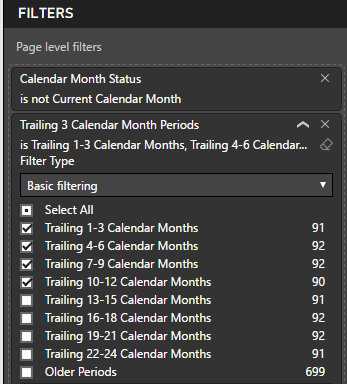 FILTERS
Page level filters
Calendar Month Status
is not Current Calendar Month
Trailing 3 Calendar Month Periods
is Trailing 1-3 Calendar Months, Trailing 4-6 Calendar...
Filter Type
Basic filtering
Select All
Trailing 1-3 Calendar Months 91
Trailing 4-6 Calendar Months 92
Trailing 7-9 Calendar Months 92
Trailing 10-12 Calendar Months 90
Trailing 13-15 Calendar Months 91
Trailing 16-18 Calendar Months 92
Trailing 19-21 Calendar Months 92
Trailing 22-24 Calendar Months 91
Older Periods 699